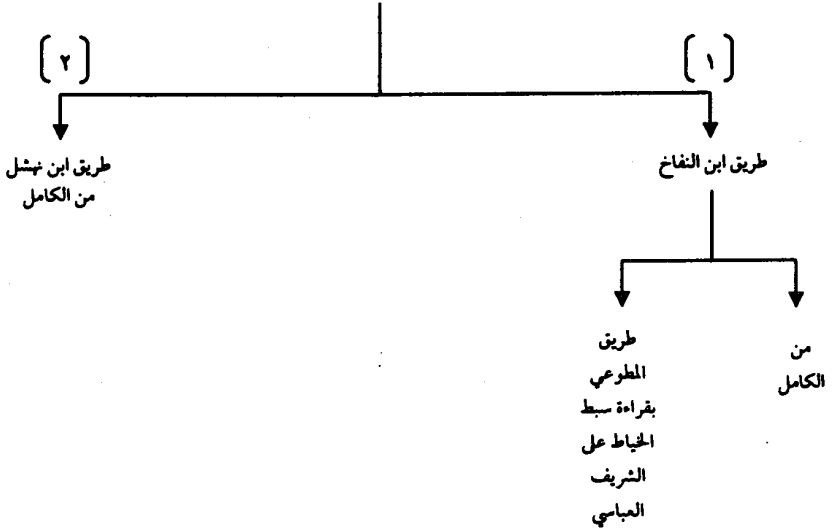 [ ١ ]
[ ٢ ]
طريق ابن النفاخ
طريق ابن نهشل
من الكامل
من
الكامل
طريق
المطوعي
بقراءة سبط
الخياط على
الشريف
العباسي